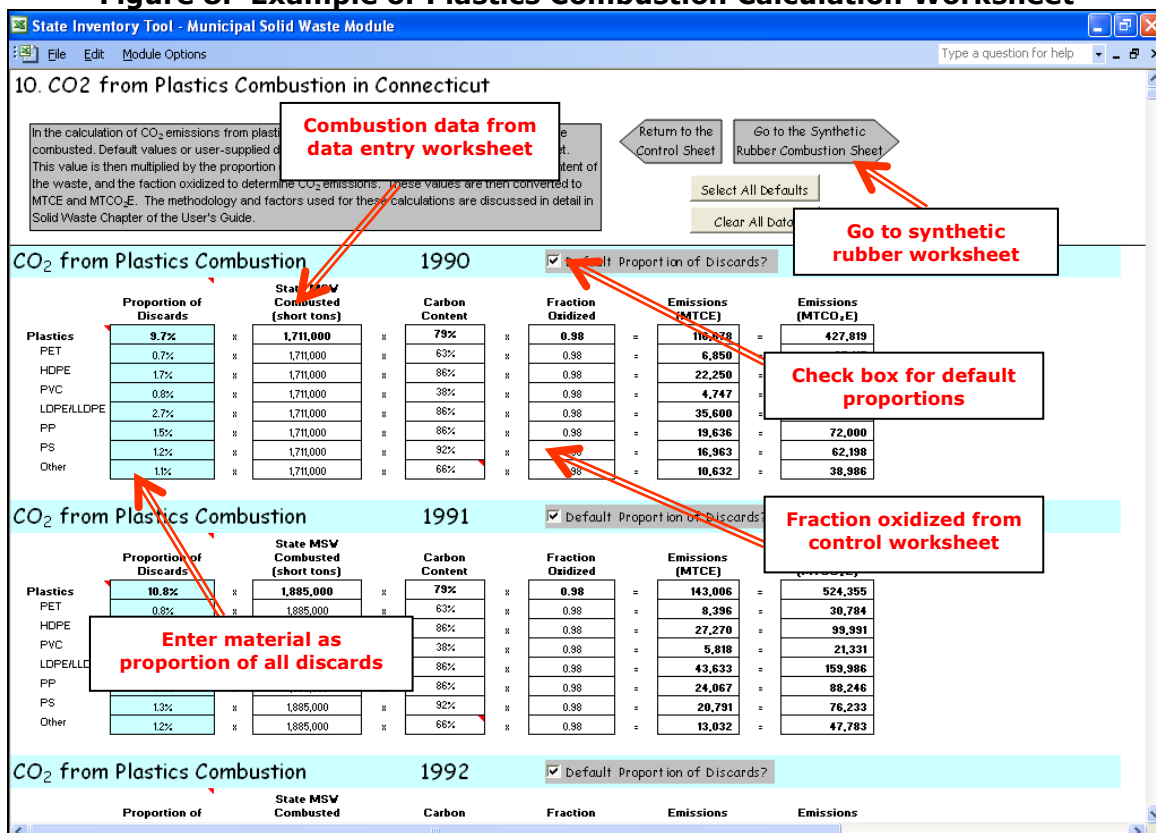 Figure 8. Example of Plastics Combustion Calculation Worksheet
State Inventory Tool - Municipal Solid Waste Module
File Edit Module Options Type a question for help
10. CO2 from Plastics Combustion in Connecticut
In the calculation of CO2 emissions from plasti
combusted. Default values or user-supplied d
This value is then multiplied by the proportion tent of
the waste, and the faction oxidized to determine CO2 emissions. These values are then converted to
MTCE and MTCO2E. The methodology and factors used for these calculations are discussed in detail in
Solid Waste Chapter of the User's Guide.
Combustion data from
data entry worksheet
Return to the
Control Sheet
Go to the Synthetic
Rubber Combustion Sheet
Select All Defaults
Clear All Data
Go to synthetic
rubber worksheet
CO2 from Plastics Combustion 1990 Default Proportion of Discards?
Proportion of Discards State MSW Combusted (short tons) Carbon Content Fraction Oxidized Emissions (MTCE) Emissions (MTCO2E)
Plastics 9.7% x 1,711,000 x 79% x 0.98 = 116,678 = 427,819
PET 0.7% x 1,711,000 x 63% x 0.98 = 6,850 =
HDPE 1.7% x 1,711,000 x 86% x 0.98 = 22,250 =
PVC 0.8% x 1,711,000 x 38% x 0.98 = 4,747 =
LDPE/LLDPE 2.7% x 1,711,000 x 86% x 0.98 = 35,600 =
PP 1.5% x 1,711,000 x 86% x 0.98 = 19,636 = 72,000
PS 1.2% x 1,711,000 x 92% x = 16,963 = 62,198
Other 1.1% x 1,711,000 x 66% x 0.98 = 10,632 = 38,986
Check box for default
proportions
CO2 from Plastics Combustion 1991 Default Proportion of Discards?
Fraction oxidized from
control worksheet
Proportion of Discards State MSW Combusted (short tons) Carbon Content Fraction Oxidized Emissions (MTCE)
Plastics 10.8% x 1,885,000 x 79% x 0.98 = 143,006 = 524,355
PET 0.8% x 1,885,000 x 63% x 0.98 = 8,396 = 30,784
HDPE 86% x 0.98 = 27,270 = 99,991
PVC 38% x 0.98 = 5,818 = 21,331
LDPE/LLD 86% x 0.98 = 43,633 = 159,986
PP 86% x 0.98 = 24,067 = 88,246
PS 1.3% x 1,885,000 x 92% x 0.98 = 20,791 = 76,233
Other 1.2% x 1,885,000 x 66% x 0.98 = 13,032 = 47,783
Enter material as
proportion of all discards
CO2 from Plastics Combustion 1992 Default Proportion of Discards?
State MSW
Proportion of Combusted Carbon Fraction Emissions Emissions